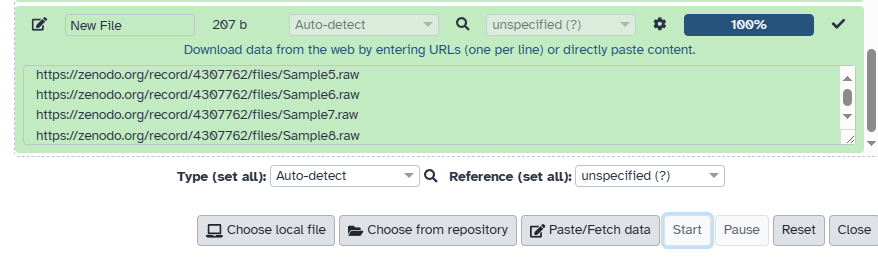 New File 207 b Auto-detect unspecified (?) 100%
Download data from the web by entering URLs (one per line) or directly paste content.
https://zenodo.org/record/4307762/files/Sample5.raw
https://zenodo.org/record/4307762/files/Sample6.raw
https://zenodo.org/record/4307762/files/Sample7.raw
https://zenodo.org/record/4307762/files/Sample8.raw
Type (set all): Auto-detect Reference (set all): unspecified (?)
Choose local file Choose from repository Paste/Fetch data Start Pause Reset Close